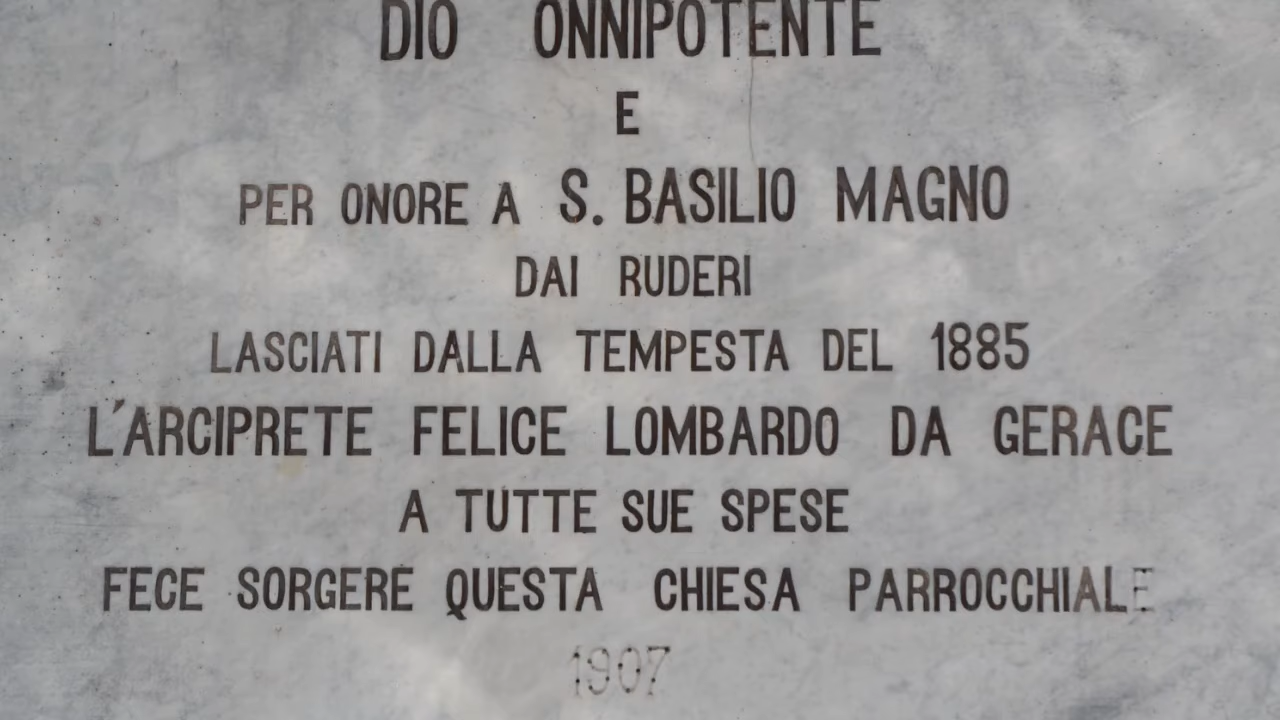 DIO ONNIPOTENTE
E
PER ONORE A S. BASILIO MAGNO
DAI RUDERI
LASCIATI DALLA TEMPESTA DEL 1885
L'ARCIPRETE FELICE LOMBARDO DA GERACE
A TUTTE SUE SPESE
FECE SORGERE QUESTA CHIESA PARROCCHIALE
1907